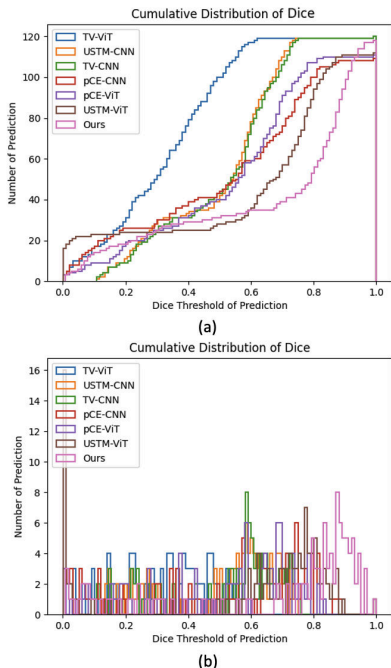 Cumulative Distribution of Dice
120
100
80
60
40
20
0
Number of Prediction
TV-ViT
USTM-CNN
TV-CNN
pCE-CNN
pCE-ViT
USTM-ViT
Ours
0.0 0.2 0.4 0.6 0.8 1.0
Dice Threshold of Prediction
(a)
Cumulative Distribution of Dice
16
14
12
10
8
6
4
2
0
Number of Prediction
TV-ViT
USTM-CNN
TV-CNN
pCE-CNN
pCE-ViT
USTM-ViT
Ours
0.0 0.2 0.4 0.6 0.8 1.0
Dice Threshold of Prediction
(b)